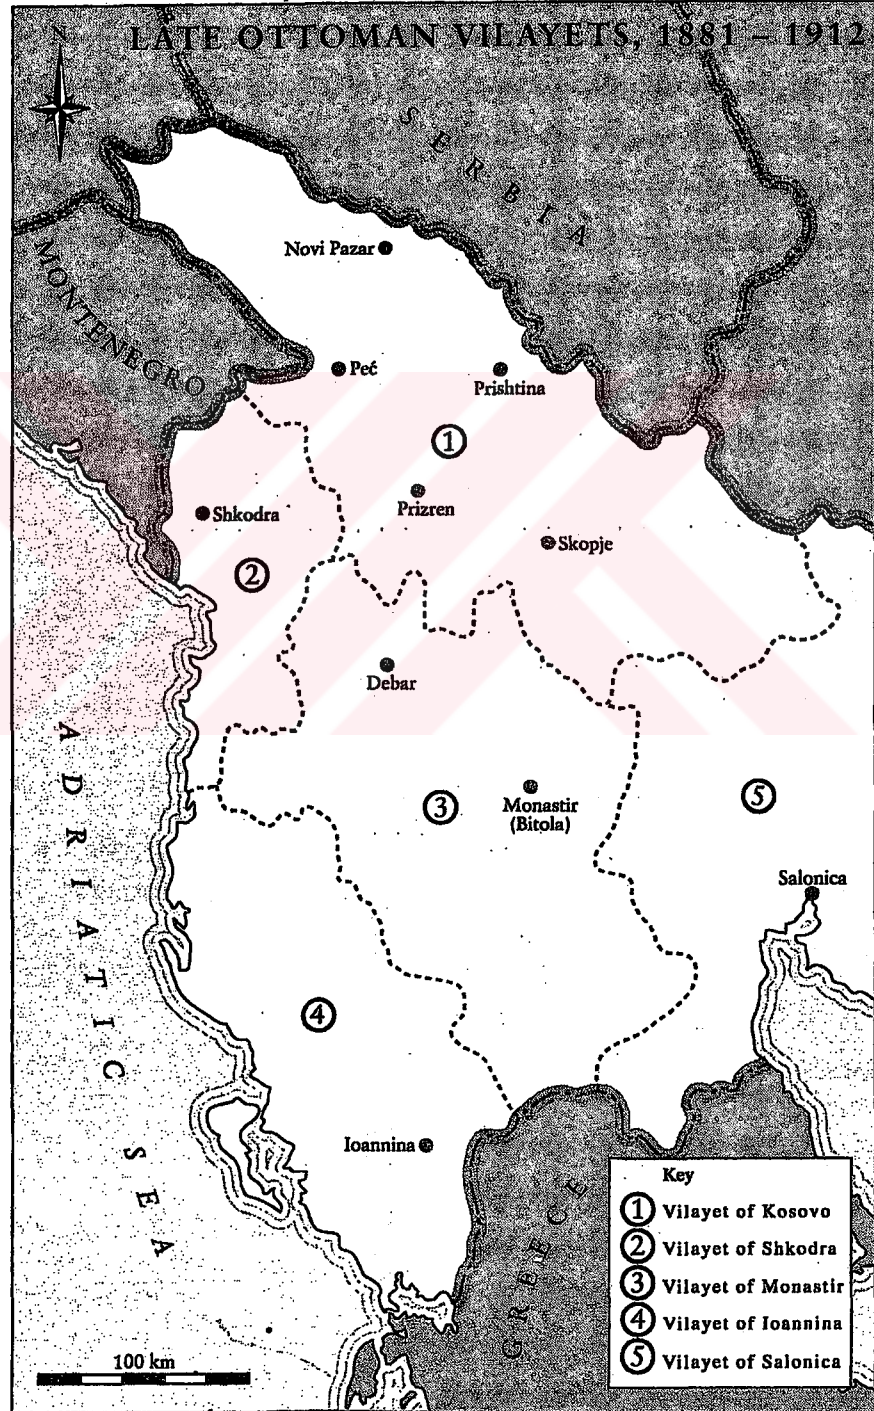 N
LATE OTTOMAN VILAYETS, 1881 – 1912
SERBIA
MONTENEGRO
Novi Pazar
Peć
Prishtina
1
Prizren
Shkodra
Skopje
2
Debar
ADRIATIC SEA
3
Monastir
(Bitola)
5
Salonica
4
Ioannina
GREECE
Key
1 Vilayet of Kosovo
2 Vilayet of Shkodra
3 Vilayet of Monastir
4 Vilayet of Ioannina
5 Vilayet of Salonica
100 km